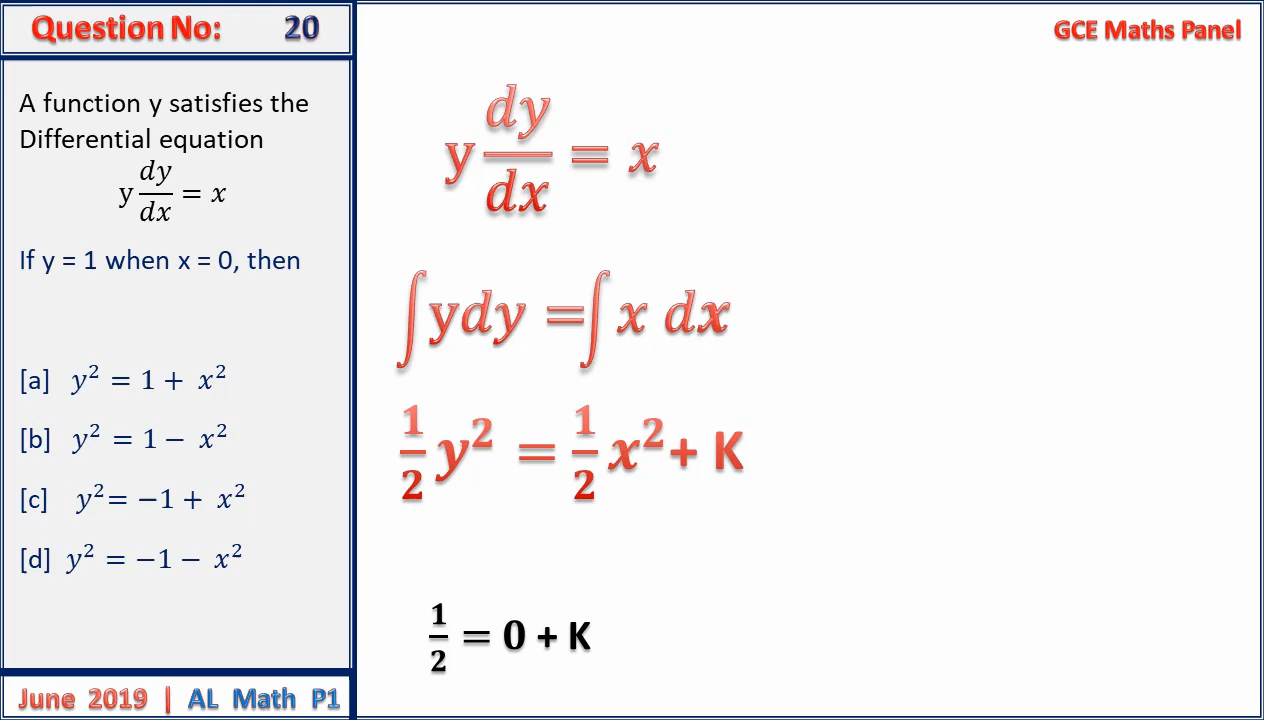 Question No: 20
GCE Maths Panel
A function y satisfies the
Differential equation
y dy/dx = x
If y = 1 when x = 0, then
[a] y² = 1 + x²
[b] y² = 1 − x²
[c] y² = −1 + x²
[d] y² = −1 − x²
June 2019 | AL Math P1
y dy/dx = x
∫ydy = ∫ x dx
1/2 y² = 1/2 x² + K
1/2 = 0 + K